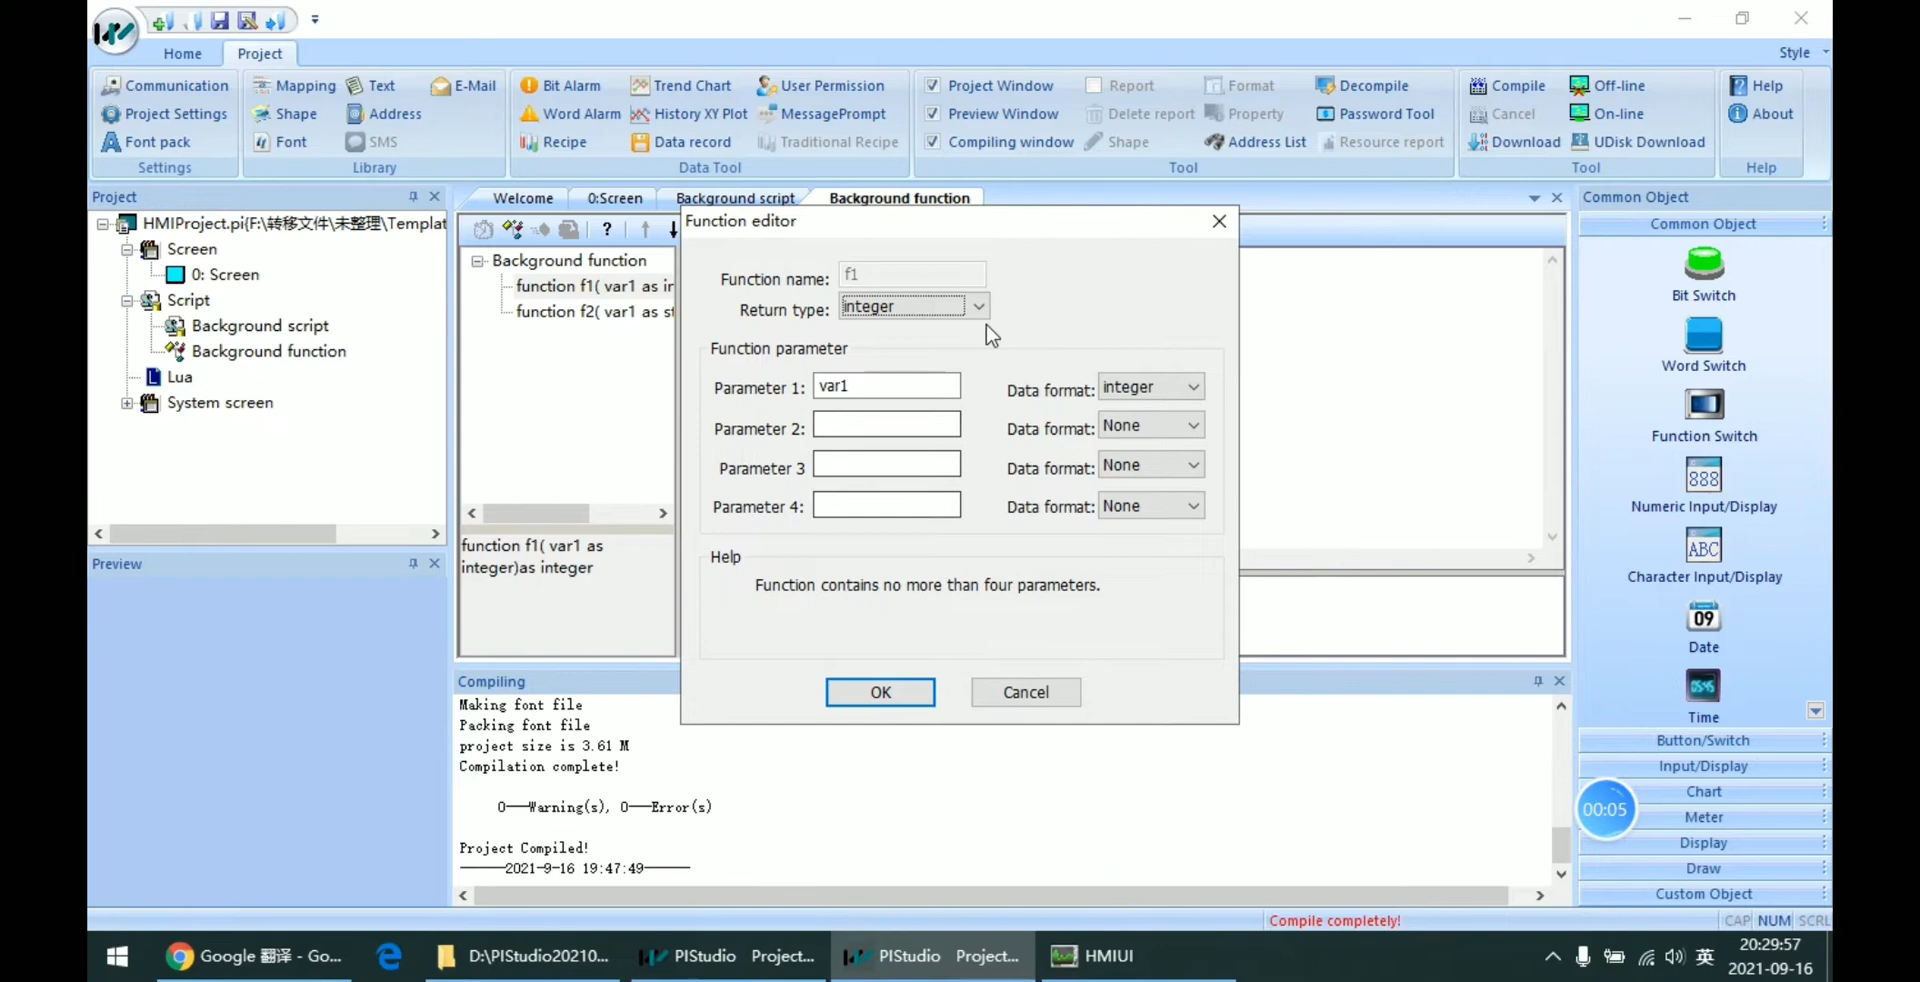 Home
Project
Style
Communication
Mapping
Text
E-Mail
Bit Alarm
Trend Chart
User Permission
Project Window
Report
Format
Decompile
Compile
Off-line
Help
Project Settings
Shape
Address
Word Alarm
History XY Plot
MessagePrompt
Preview Window
Delete report
Property
Password Tool
Cancel
On-line
About
Font pack
Font
SMS
Recipe
Data record
Traditional Recipe
Compiling window
Shape
Address List
Resource report
Download
UDisk Download
Settings
Library
Data Tool
Tool
Tool
Help
Project
Welcome
0:Screen
Background script
Background function
Common Object
HMIProject.pi{F:\转移文件\未整理\Templat
Screen
0: Screen
Script
Background script
Background function
Lua
System screen
Preview
?
Background function
function f1( var1 as in
function f2( var1 as st
function f1( var1 as
integer)as integer
Function editor
Function name: f1
Return type: integer
Function parameter
Parameter 1: var1 Data format: integer
Parameter 2: Data format: None
Parameter 3 Data format: None
Parameter 4: Data format: None
Help
Function contains no more than four parameters.
OK
Cancel
Compiling
Making font file
Packing font file
project size is 3.61 M
Compilation complete!
0——Warning(s), 0——Error(s)
Project Compiled!
———2021-9-16 19:47:49———
Common Object
Bit Switch
Word Switch
Function Switch
888
Numeric Input/Display
ABC
Character Input/Display
09
Date
05:45
Time
Button/Switch
Input/Display
Chart
Meter
Display
Draw
Custom Object
00:05
Compile completely!
CAP NUM SCRL
Google 翻译 - Go...
D:\PIStudio20210...
PIStudio Project...
PIStudio Project...
HMIUI
英
20:29:57
2021-09-16